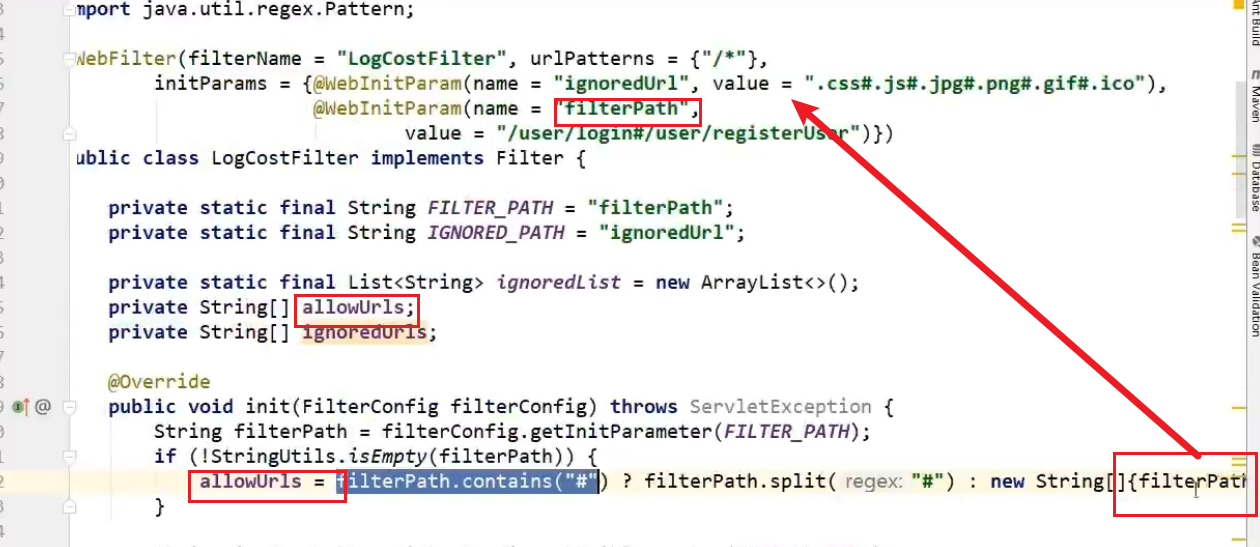 mport java.util.regex.Pattern;
WebFilter(filterName = "LogCostFilter", urlPatterns = {"/*"},
initParams = {@WebInitParam(name = "ignoredUrl", value = ".css#.js#.jpg#.png#.gif#.ico"),
@WebInitParam(name = "filterPath",
value = "/user/login#/user/registerUser")})
ublic class LogCostFilter implements Filter {
private static final String FILTER_PATH = "filterPath";
private static final String IGNORED_PATH = "ignoredUrl";
private static final List<String> ignoredList = new ArrayList<>();
private String[] allowUrls;
private String[] ignoredUrls;
@Override
public void init(FilterConfig filterConfig) throws ServletException {
String filterPath = filterConfig.getInitParameter(FILTER_PATH);
if (!StringUtils.isEmpty(filterPath)) {
allowUrls = filterPath.contains("#") ? filterPath.split( regex: "#") : new String[]{filterPath
}
Ant Build
Maven
Database
Bean Validation